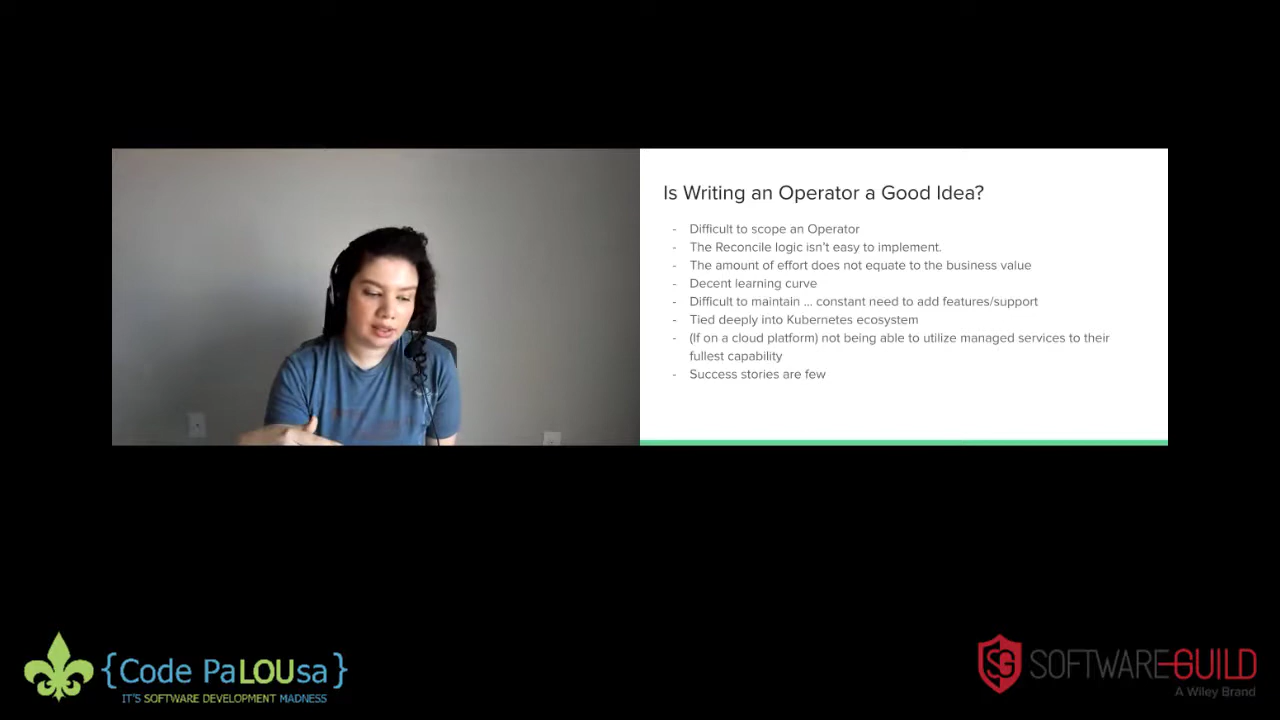 Is Writing an Operator a Good Idea?
- Difficult to scope an Operator
- The Reconcile logic isn't easy to implement.
- The amount of effort does not equate to the business value
- Decent learning curve
- Difficult to maintain ... constant need to add features/support
- Tied deeply into Kubernetes ecosystem
- (If on a cloud platform) not being able to utilize managed services to their
fullest capability
- Success stories are few
{Code PaLOUsa}
IT'S SOFTWARE DEVELOPMENT MADNESS
SG SOFTWARE GUILD
A Wiley Brand